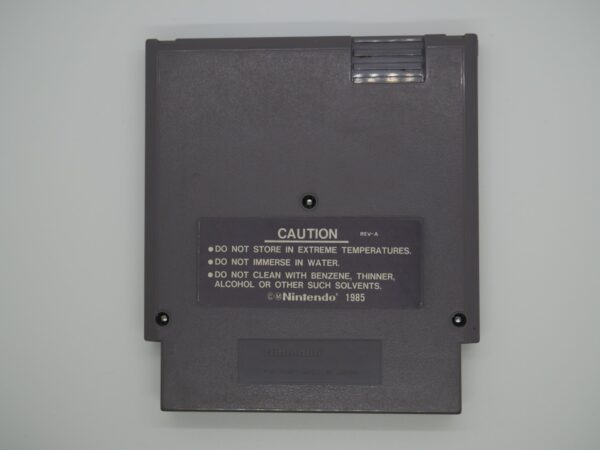 CAUTION REV-A
●DO NOT STORE IN EXTREME TEMPERATURES.
●DO NOT IMMERSE IN WATER.
●DO NOT CLEAN WITH BENZENE, THINNER,
ALCOHOL OR OTHER SUCH SOLVENTS.
©ⓂNintendo® 1985